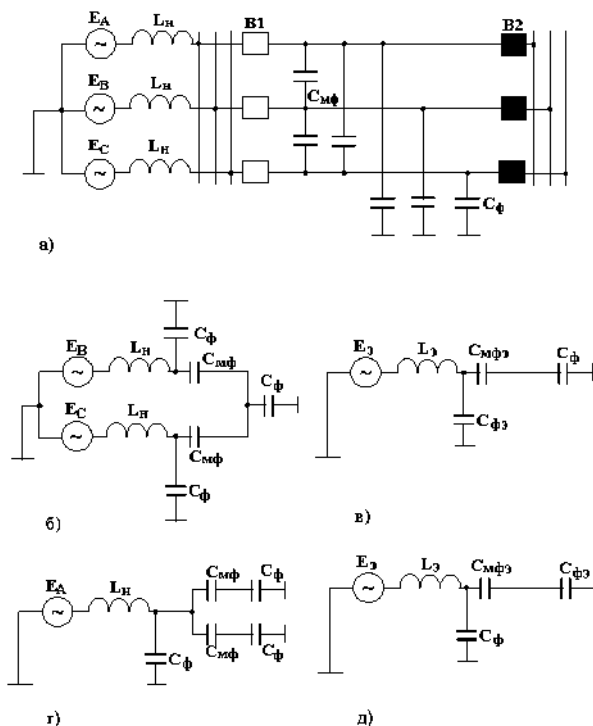 E_A L_н B1 B2
E_B L_н C_мф
E_C L_н C_ф
а)
C_ф
E_B L_н C_мф C_ф
E_C L_н C_мф
C_ф
б)
E_э L_э C_мфэ C_ф
C_фэ
в)
E_A L_н C_мф C_ф
C_мф C_ф
C_ф
г)
E_э L_э C_мфэ C_фэ
C_ф
д)